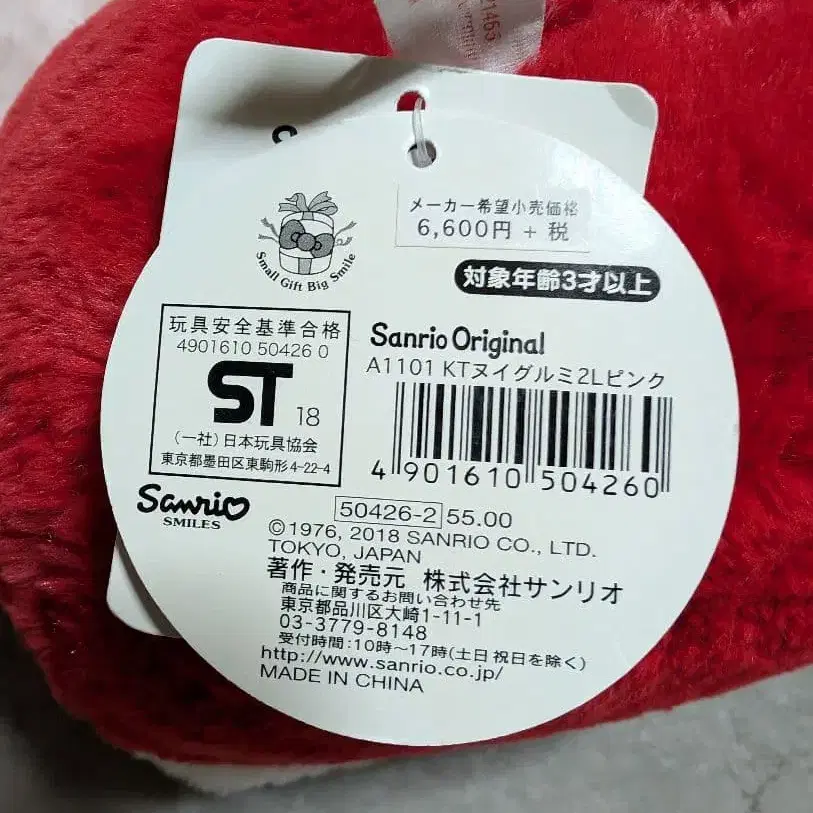 Small Gift Big Smile
メーカー希望小売価格
6,600円 + 税
対象年齢3才以上
玩具安全基準合格
4901610 50426 0
ST 18
(一社)日本玩具協会
東京都墨田区東駒形4-22-4
Sanrio Original
A1101 KTヌイグルミ2Lピンク
4 901610 504260
Sanrio
SMILES
50426-2 55.00
©1976, 2018 SANRIO CO., LTD.
TOKYO, JAPAN
著作・発売元 株式会社サンリオ
商品に関するお問い合わせ先
東京都品川区大崎1-11-1
03-3779-8148
受付時間:10時〜17時(土日 祝日を除く)
http://www.sanrio.co.jp/
MADE IN CHINA